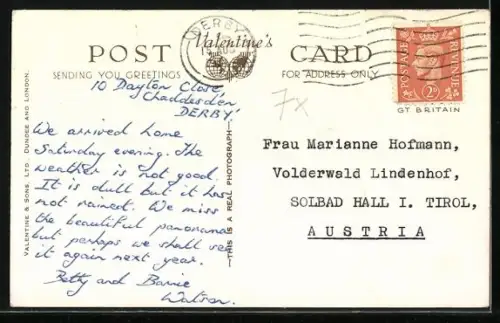 DERBY
POST Valentine's CARD
SENDING YOU GREETINGS FOR ADDRESS ONLY
POSTAGE REVENUE
2D
GT BRITAIN
10 Dayton Close,
Chaddesden
DERBY.
7x
We arrived home
Saturday evening. The
weather is not good.
It is dull but it has
not rained. We miss
the beautiful panorama
but perhaps we shall see
it again next year.
Betty and
Watson.
VALENTINE & SONS, LTD. DUNDEE AND LONDON.
—THIS IS A REAL PHOTOGRAPH—
Frau Marianne Hofmann,
Volderwald Lindenhof,
SOLBAD HALL I. TIROL,
AUSTRIA